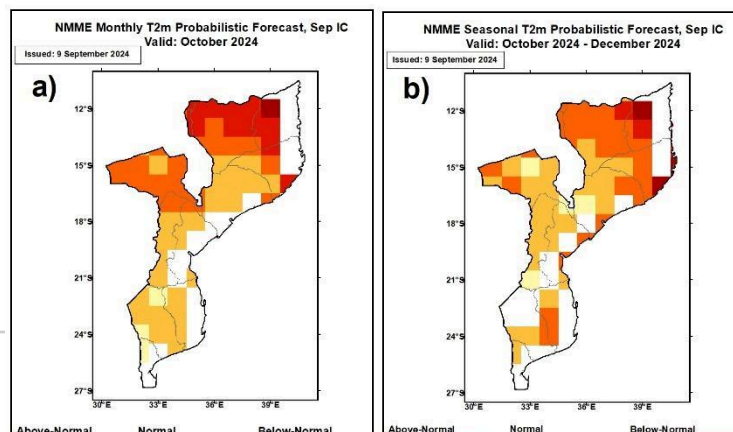 NMME Monthly T2m Probabilistic Forecast, Sep IC
Valid: October 2024
Issued: 9 September 2024
a)
12°S
15°S
18°S
21°S
24°S
27°S
30°E 33°E 36°E 39°E
Above-Normal Normal Below-Normal
NMME Seasonal T2m Probabilistic Forecast, Sep IC
Valid: October 2024 - December 2024
Issued: 9 September 2024
b)
12°S
15°S
18°S
21°S
24°S
27°S
30°E 33°E 36°E 39°E
Above-Normal Normal Below-Normal